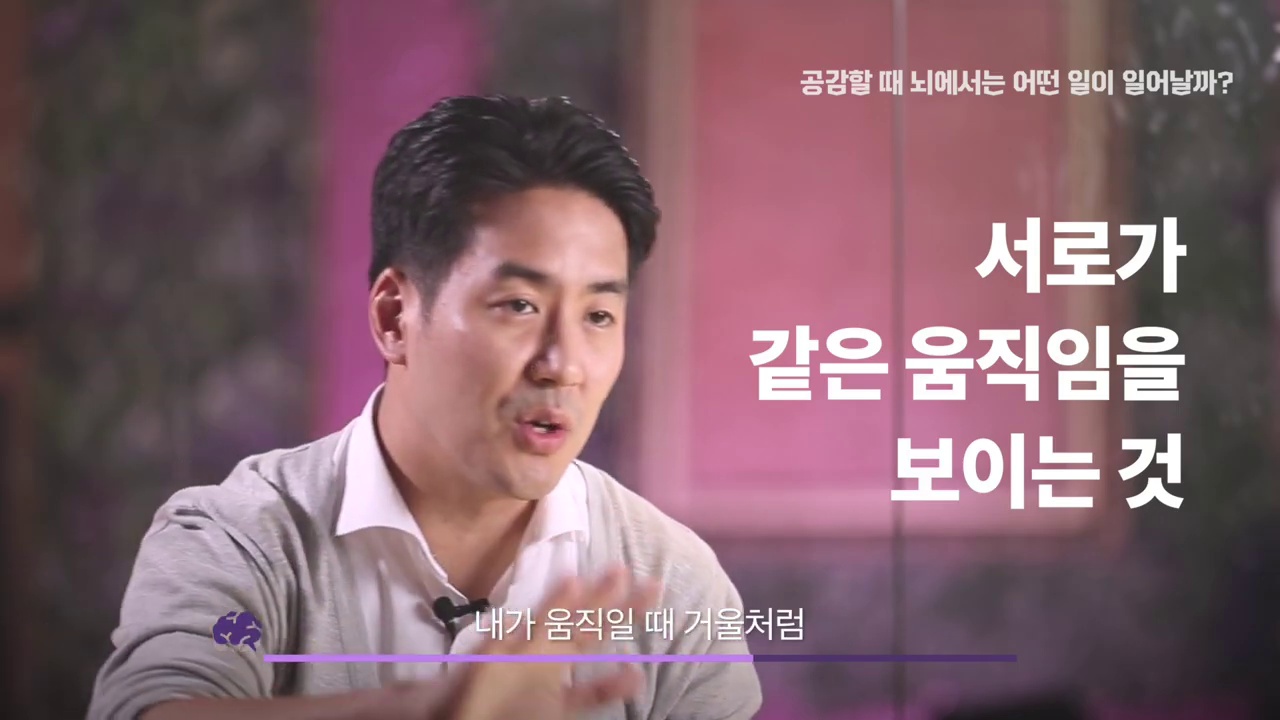 공감할 때 뇌에서는 어떤 일이 일어날까?
서로가
같은 움직임을
보이는 것
내가 움직일 때 거울처럼